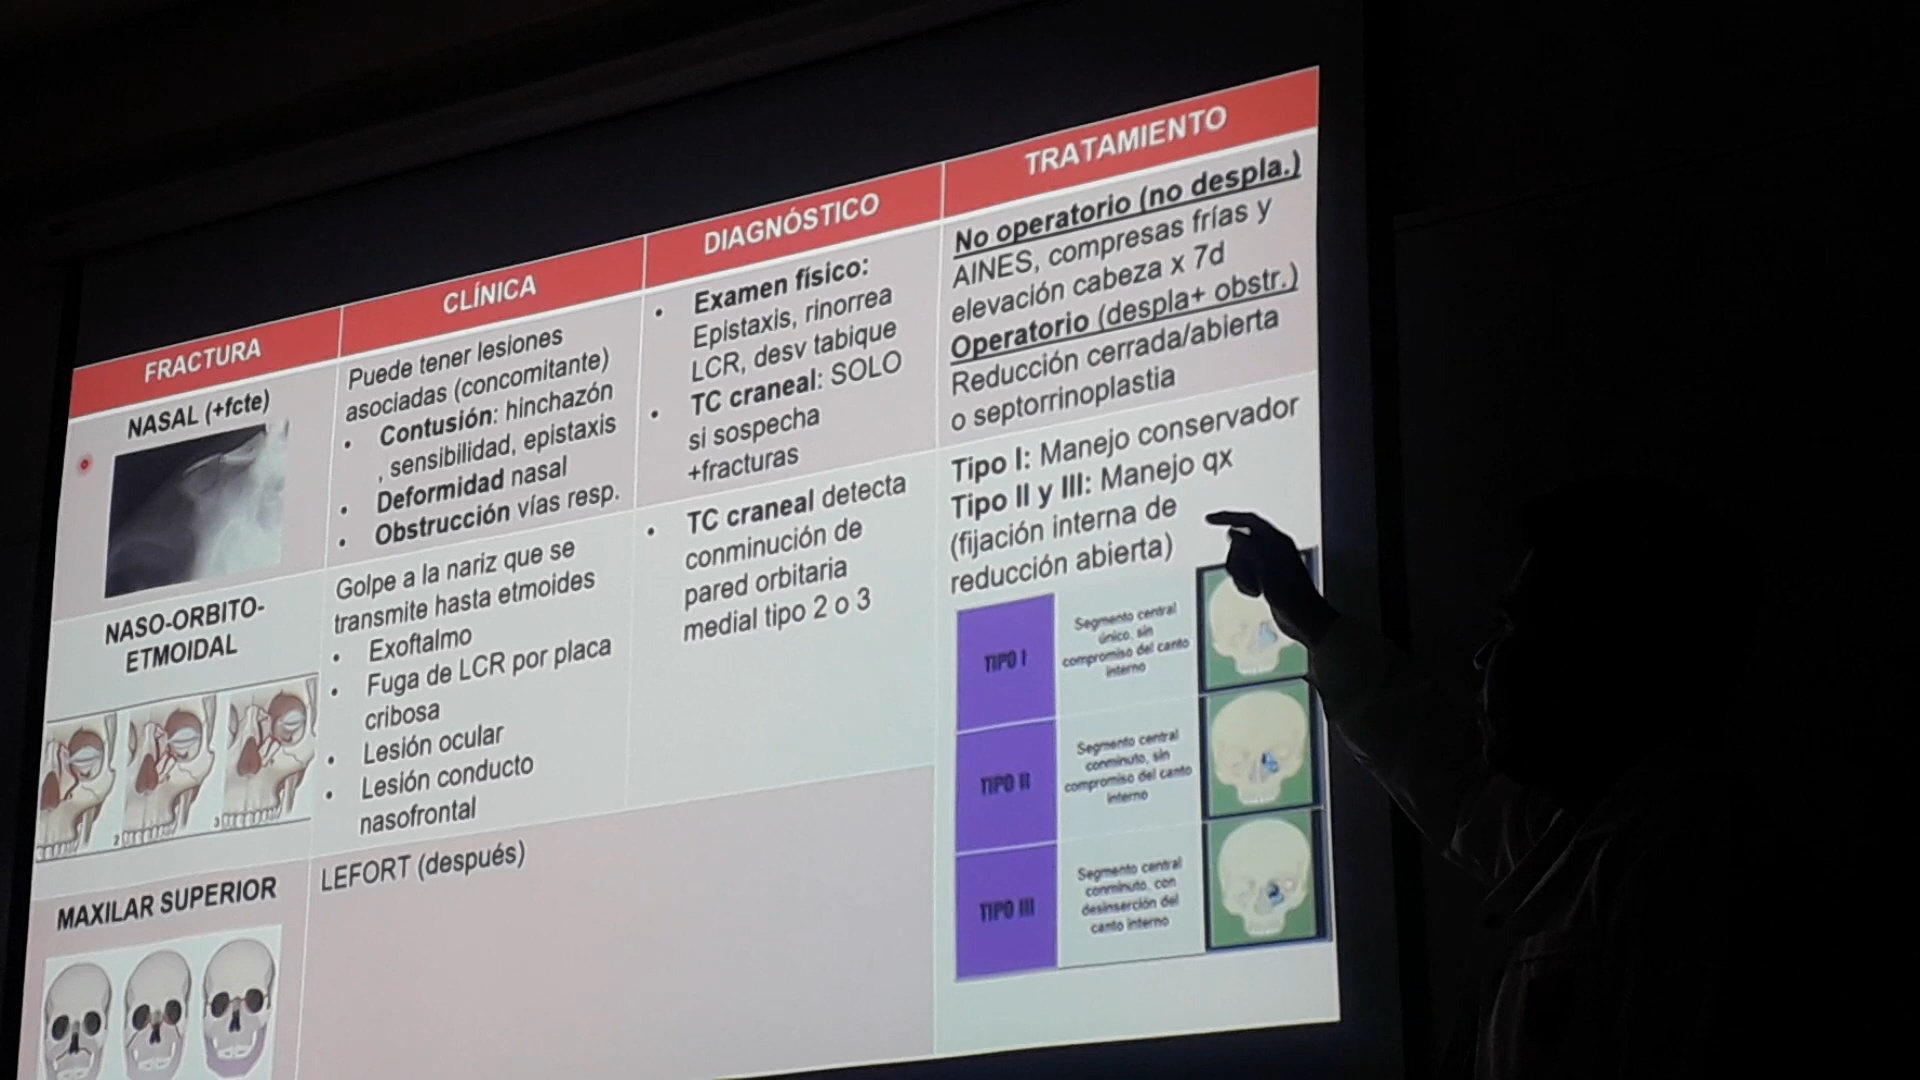 FRACTURA
CLÍNICA
DIAGNÓSTICO
TRATAMIENTO
NASAL (+fcte)
Puede tener lesiones
asociadas (concomitante)
• Contusión: hinchazón
, sensibilidad, epistaxis
• Deformidad nasal
• Obstrucción vías resp.
• Examen físico:
Epistaxis, rinorrea
LCR, desv tabique
• TC craneal: SOLO
si sospecha
+fracturas
No operatorio (no despla.)
AINES, compresas frías y
elevación cabeza x 7d
Operatorio (despla+ obstr.)
Reducción cerrada/abierta
o septorrinoplastia
NASO-ORBITO-
ETMOIDAL
2
3
Golpe a la nariz que se
transmite hasta etmoides
• Exoftalmo
• Fuga de LCR por placa
cribosa
• Lesión ocular
• Lesión conducto
nasofrontal
• TC craneal detecta
conminución de
pared orbitaria
medial tipo 2 o 3
Tipo I: Manejo conservador
Tipo II y III: Manejo qx
(fijación interna de
reducción abierta)
TIPO I
Segmento central
único, sin
compromiso del canto
interno
TIPO II
Segmento central
conminuto, sin
compromiso del canto
interno
TIPO III
Segmento central
conminuto, con
desinserción del
canto interno
MAXILAR SUPERIOR
LEFORT (después)